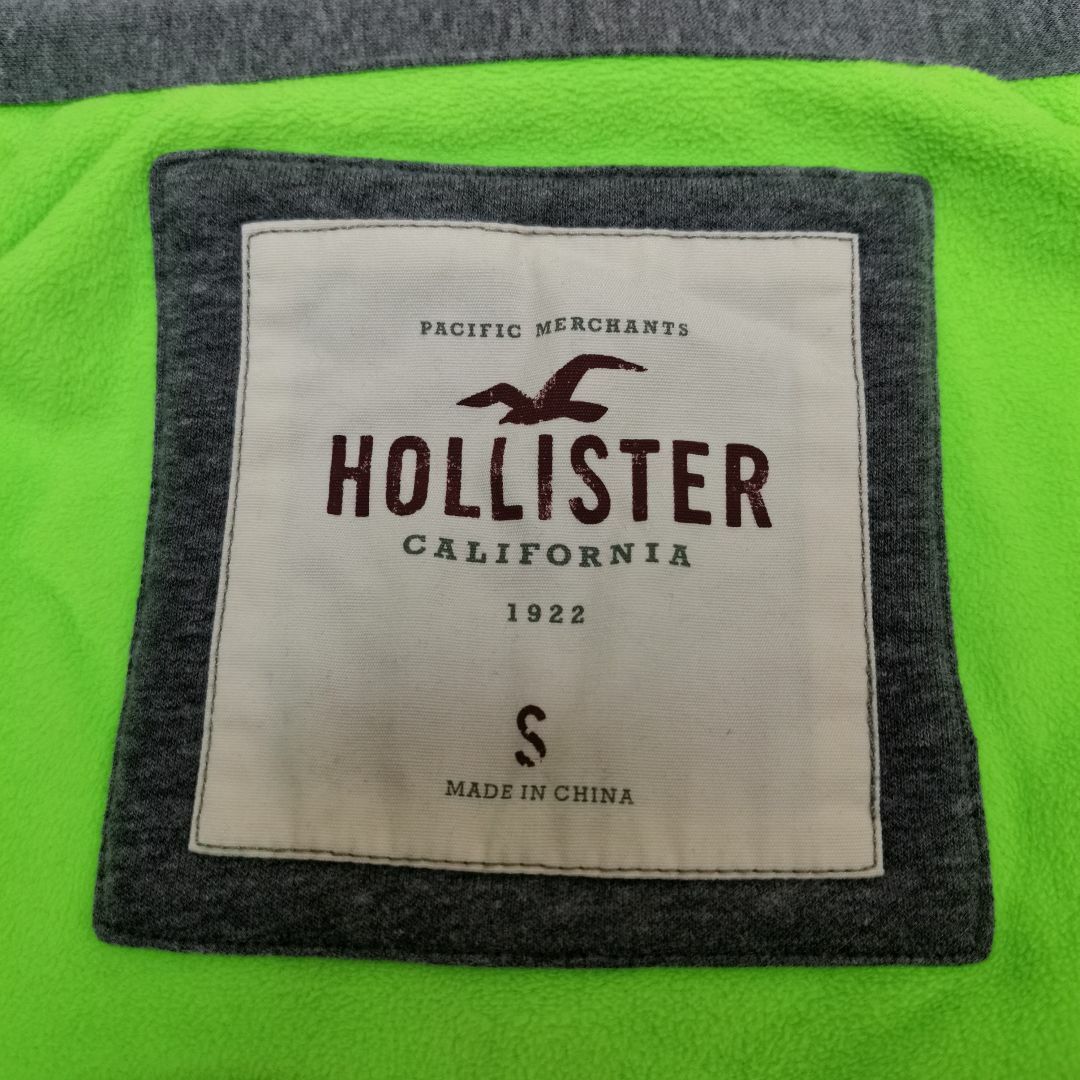 PACIFIC MERCHANTS
HOLLISTER
CALIFORNIA
1922
S
MADE IN CHINA